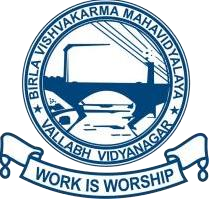 BIRLA VISHVAKARMA MAHAVIDYALAYA
VALLABH VIDYANAGAR
WORK IS WORSHIP